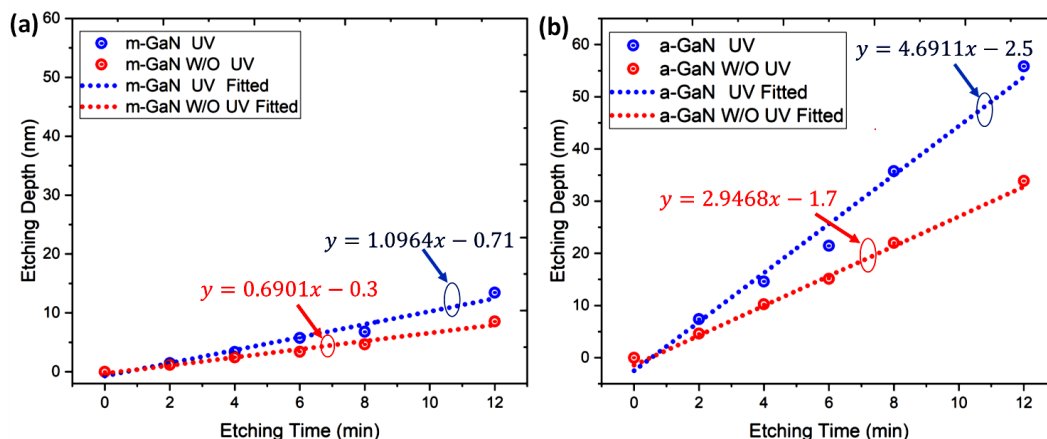 (a)
m-GaN  UV
m-GaN W/O  UV
m-GaN  UV  Fitted
m-GaN W/O UV Fitted
y = 1.0964x − 0.71
y = 0.6901x − 0.3
60
50
40
30
20
10
0
Etching Depth (nm)
0 2 4 6 8 10 12
Etching Time (min)
(b)
a-GaN  UV
a-GaN W/O UV
a-GaN  UV Fitted
a-GaN W/O UV Fitted
y = 4.6911x − 2.5
y = 2.9468x − 1.7
60
50
40
30
20
10
0
Etching Depth (nm)
0 2 4 6 8 10 12
Etching Time (min)